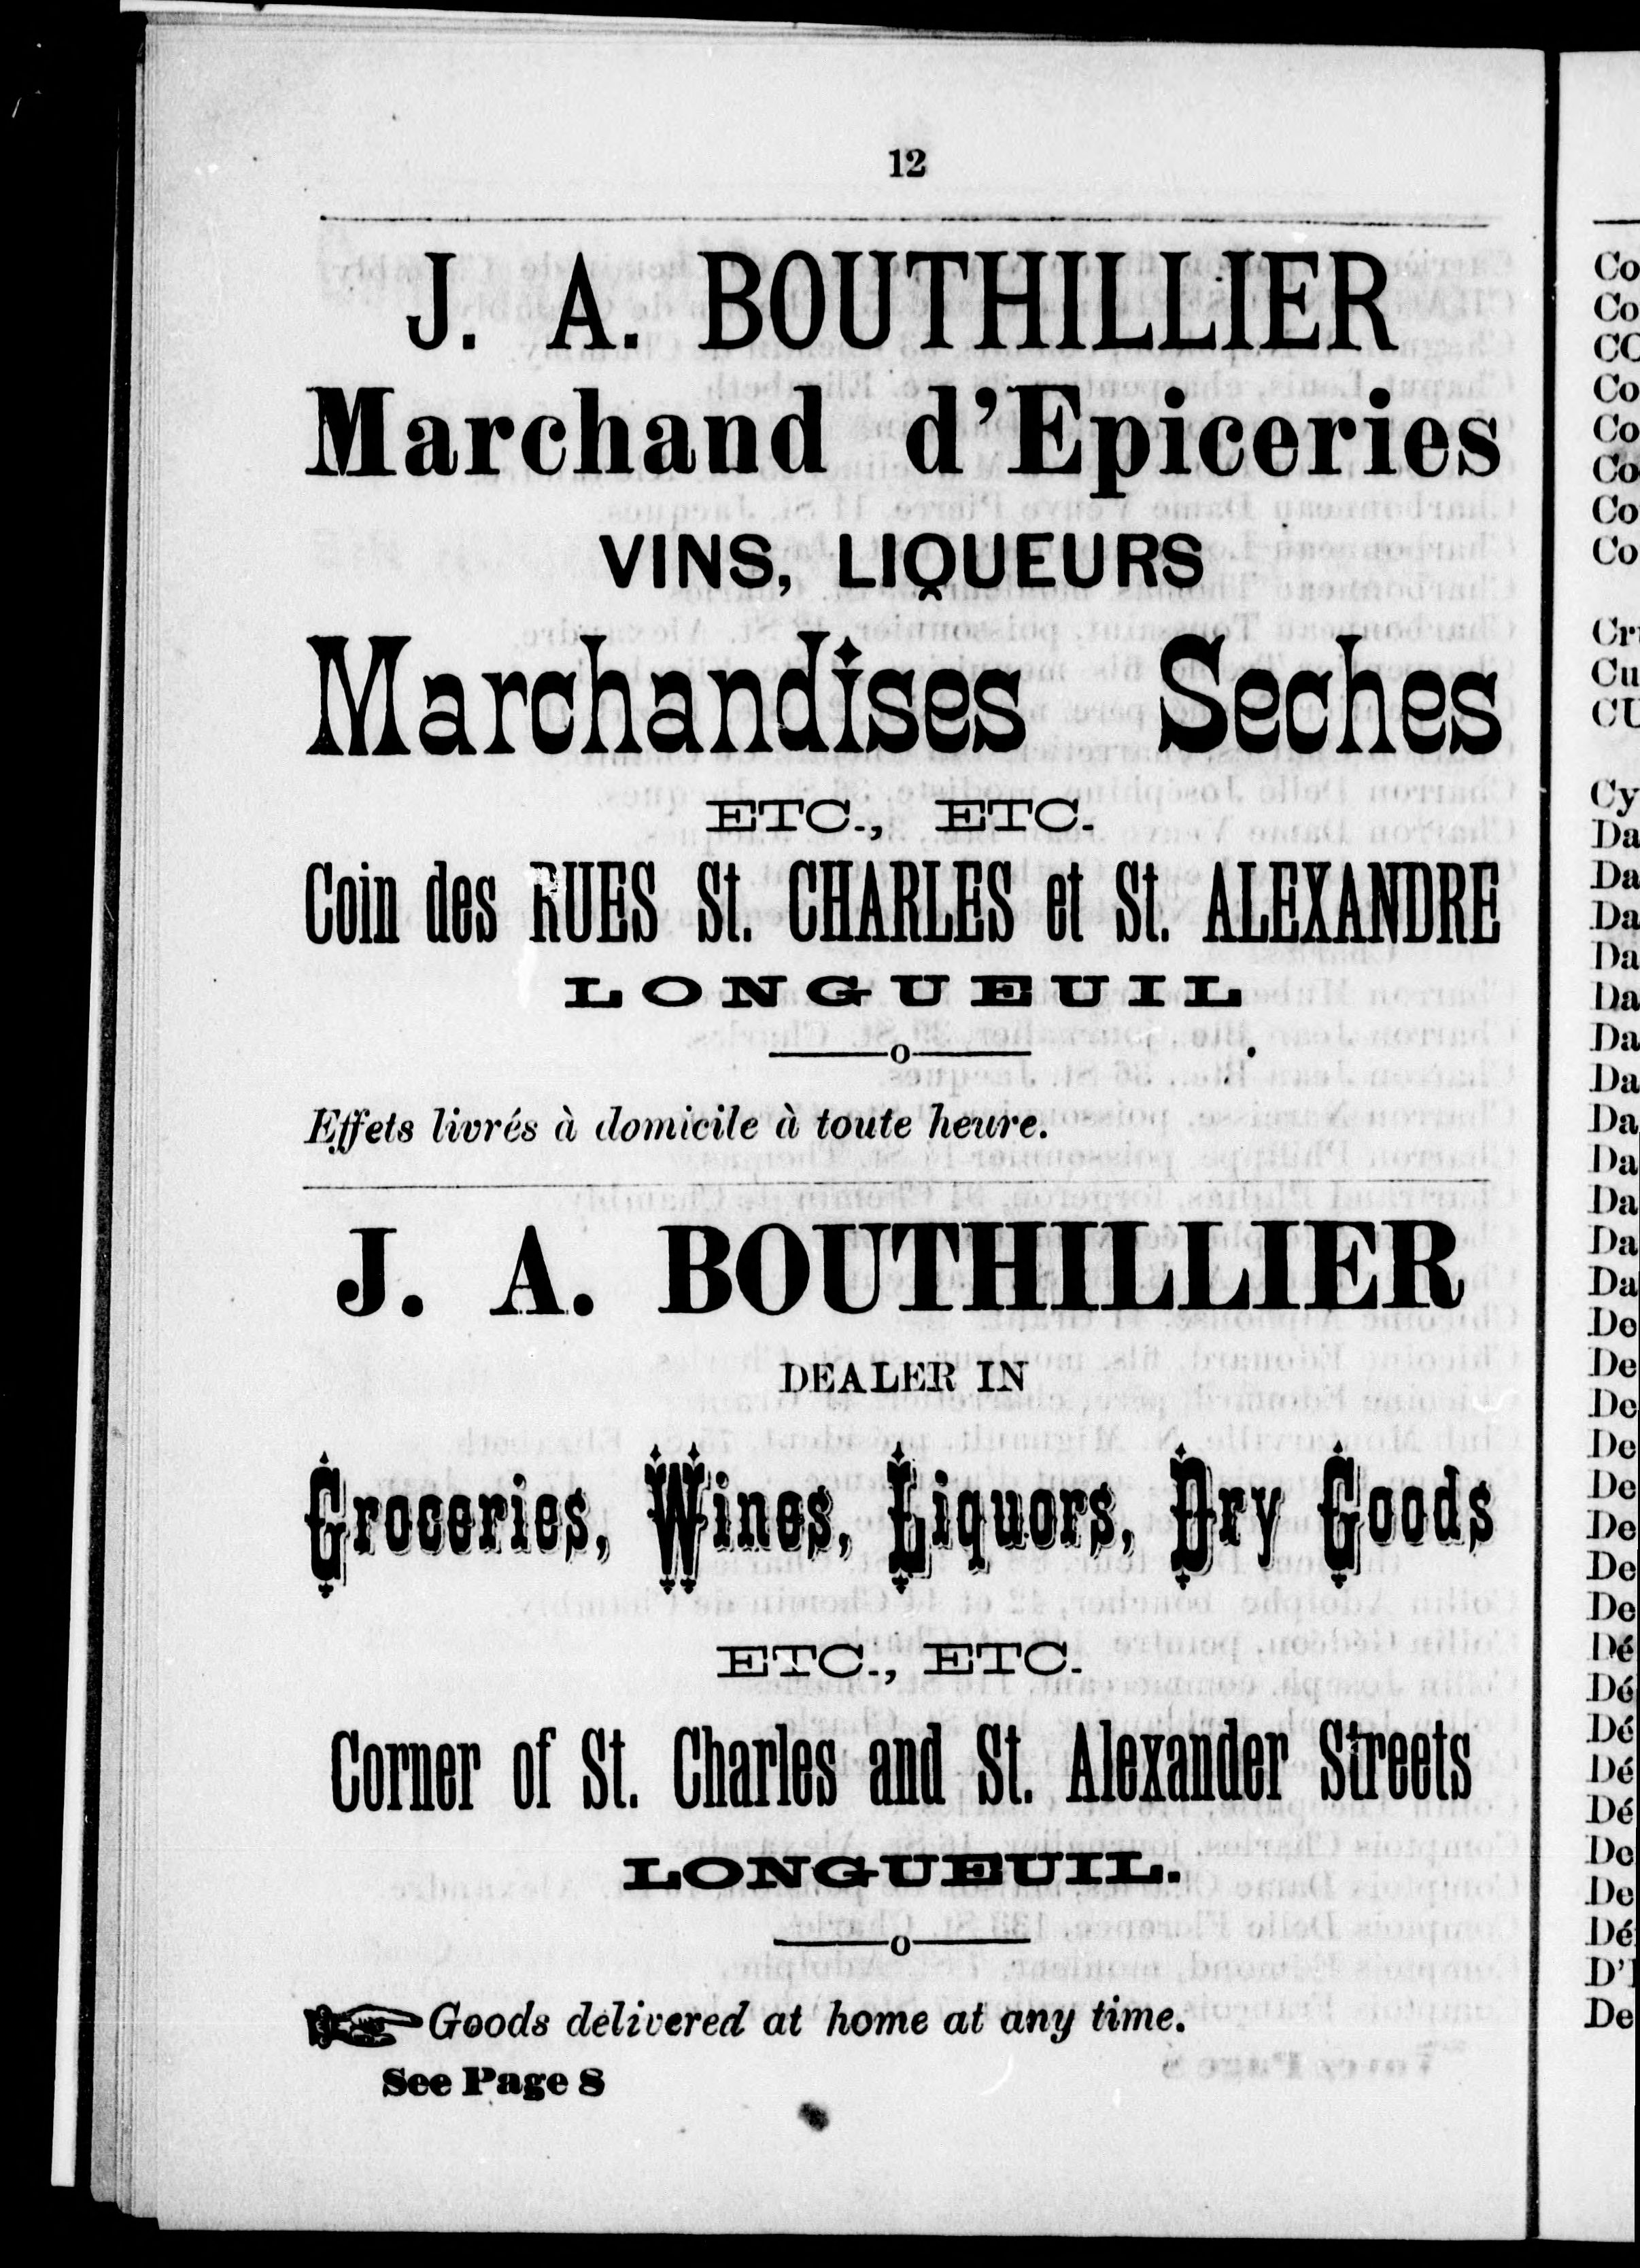 12
J. A. BOUTHILLIER
Marchand d'Epiceries
VINS, LIQUEURS
Marchandises Seches
ETC., ETC.
Coin des RUES St. CHARLES et St. ALEXANDRE
LONGUEUIL
Effets livrés à domicile à toute heure.
J. A. BOUTHILLIER
DEALER IN
Groceries, Wines, Liquors, Dry Goods
ETC., ETC.
Corner of St. Charles and St. Alexander Streets
LONGUEUIL.
Goods delivered at home at any time.
See Page 8